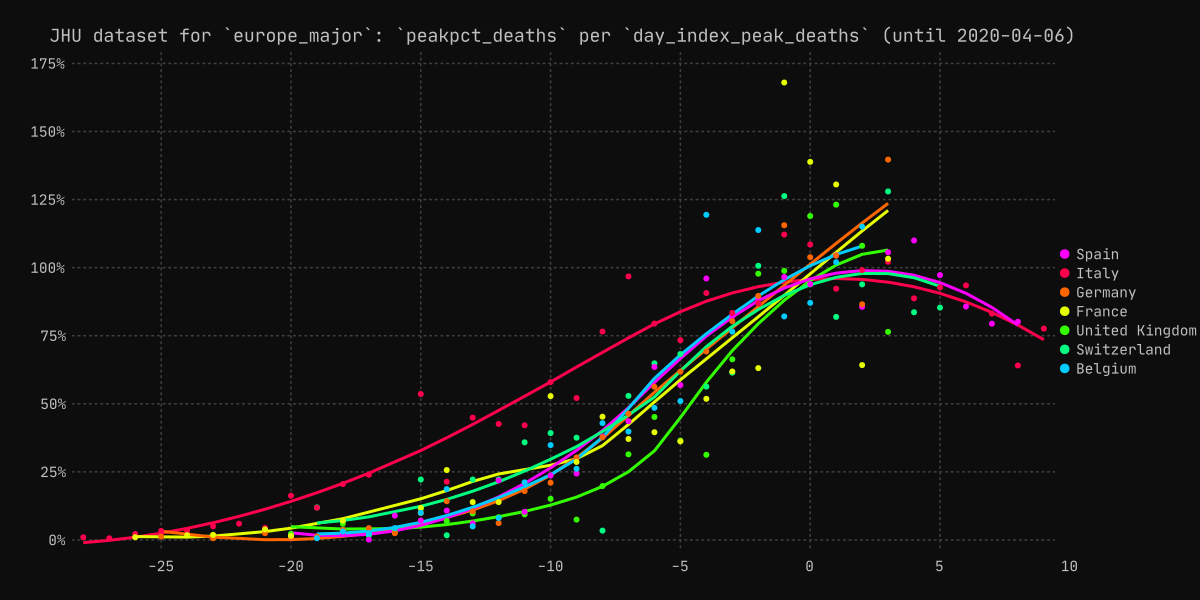 JHU dataset for `europe_major`: `peakpct_deaths` per `day_index_peak_deaths` (until 2020-04-06)
175%
150%
125%
100%
75%
50%
25%
0%
-25 -20 -15 -10 -5 0 5 10
Spain
Italy
Germany
France
United Kingdom
Switzerland
Belgium